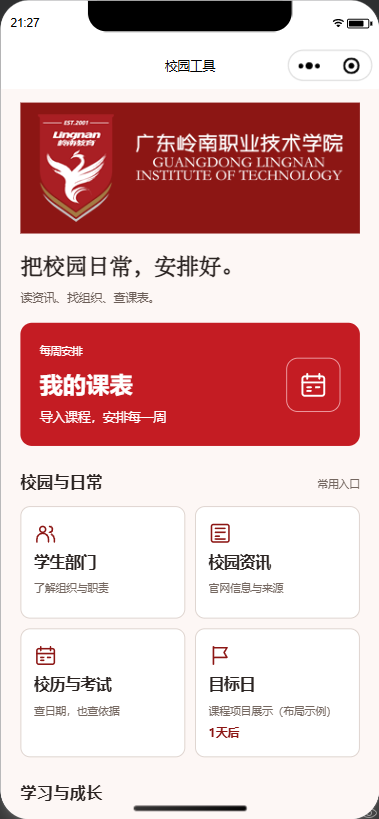 21:27
校园工具
EST.2001
Lingnan
岭南教育
广东岭南职业技术学院
GUANGDONG LINGNAN
INSTITUTE OF TECHNOLOGY
把校园日常，安排好。
读资讯、找组织、查课表。
每周安排
我的课表
导入课程，安排每一周
校园与日常
常用入口
学生部门
了解组织与职责
校园资讯
官网信息与来源
校历与考试
查日期，也查依据
目标日
课程项目展示（布局示例）
1天后
学习与成长